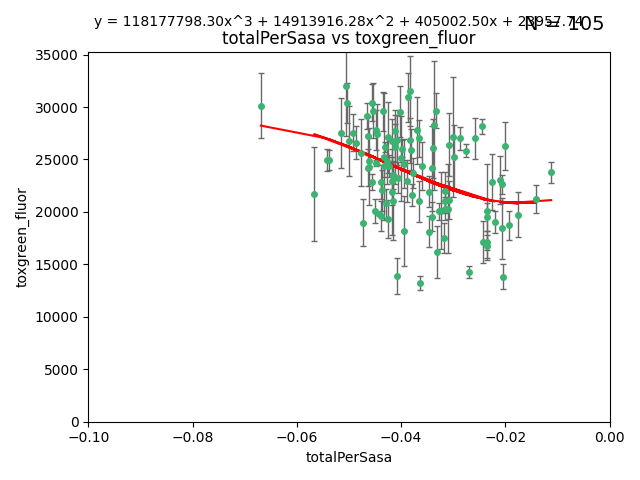 y = 118177798.30x^3 + 14913916.28x^2 + 405002.50x +
N = 105
totalPerSasa vs toxgreen_fluor
35000
30000
25000
20000
15000
10000
5000
0
toxgreen_fluor
−0.10 −0.08 −0.06 −0.04 −0.02 0.00
totalPerSasa